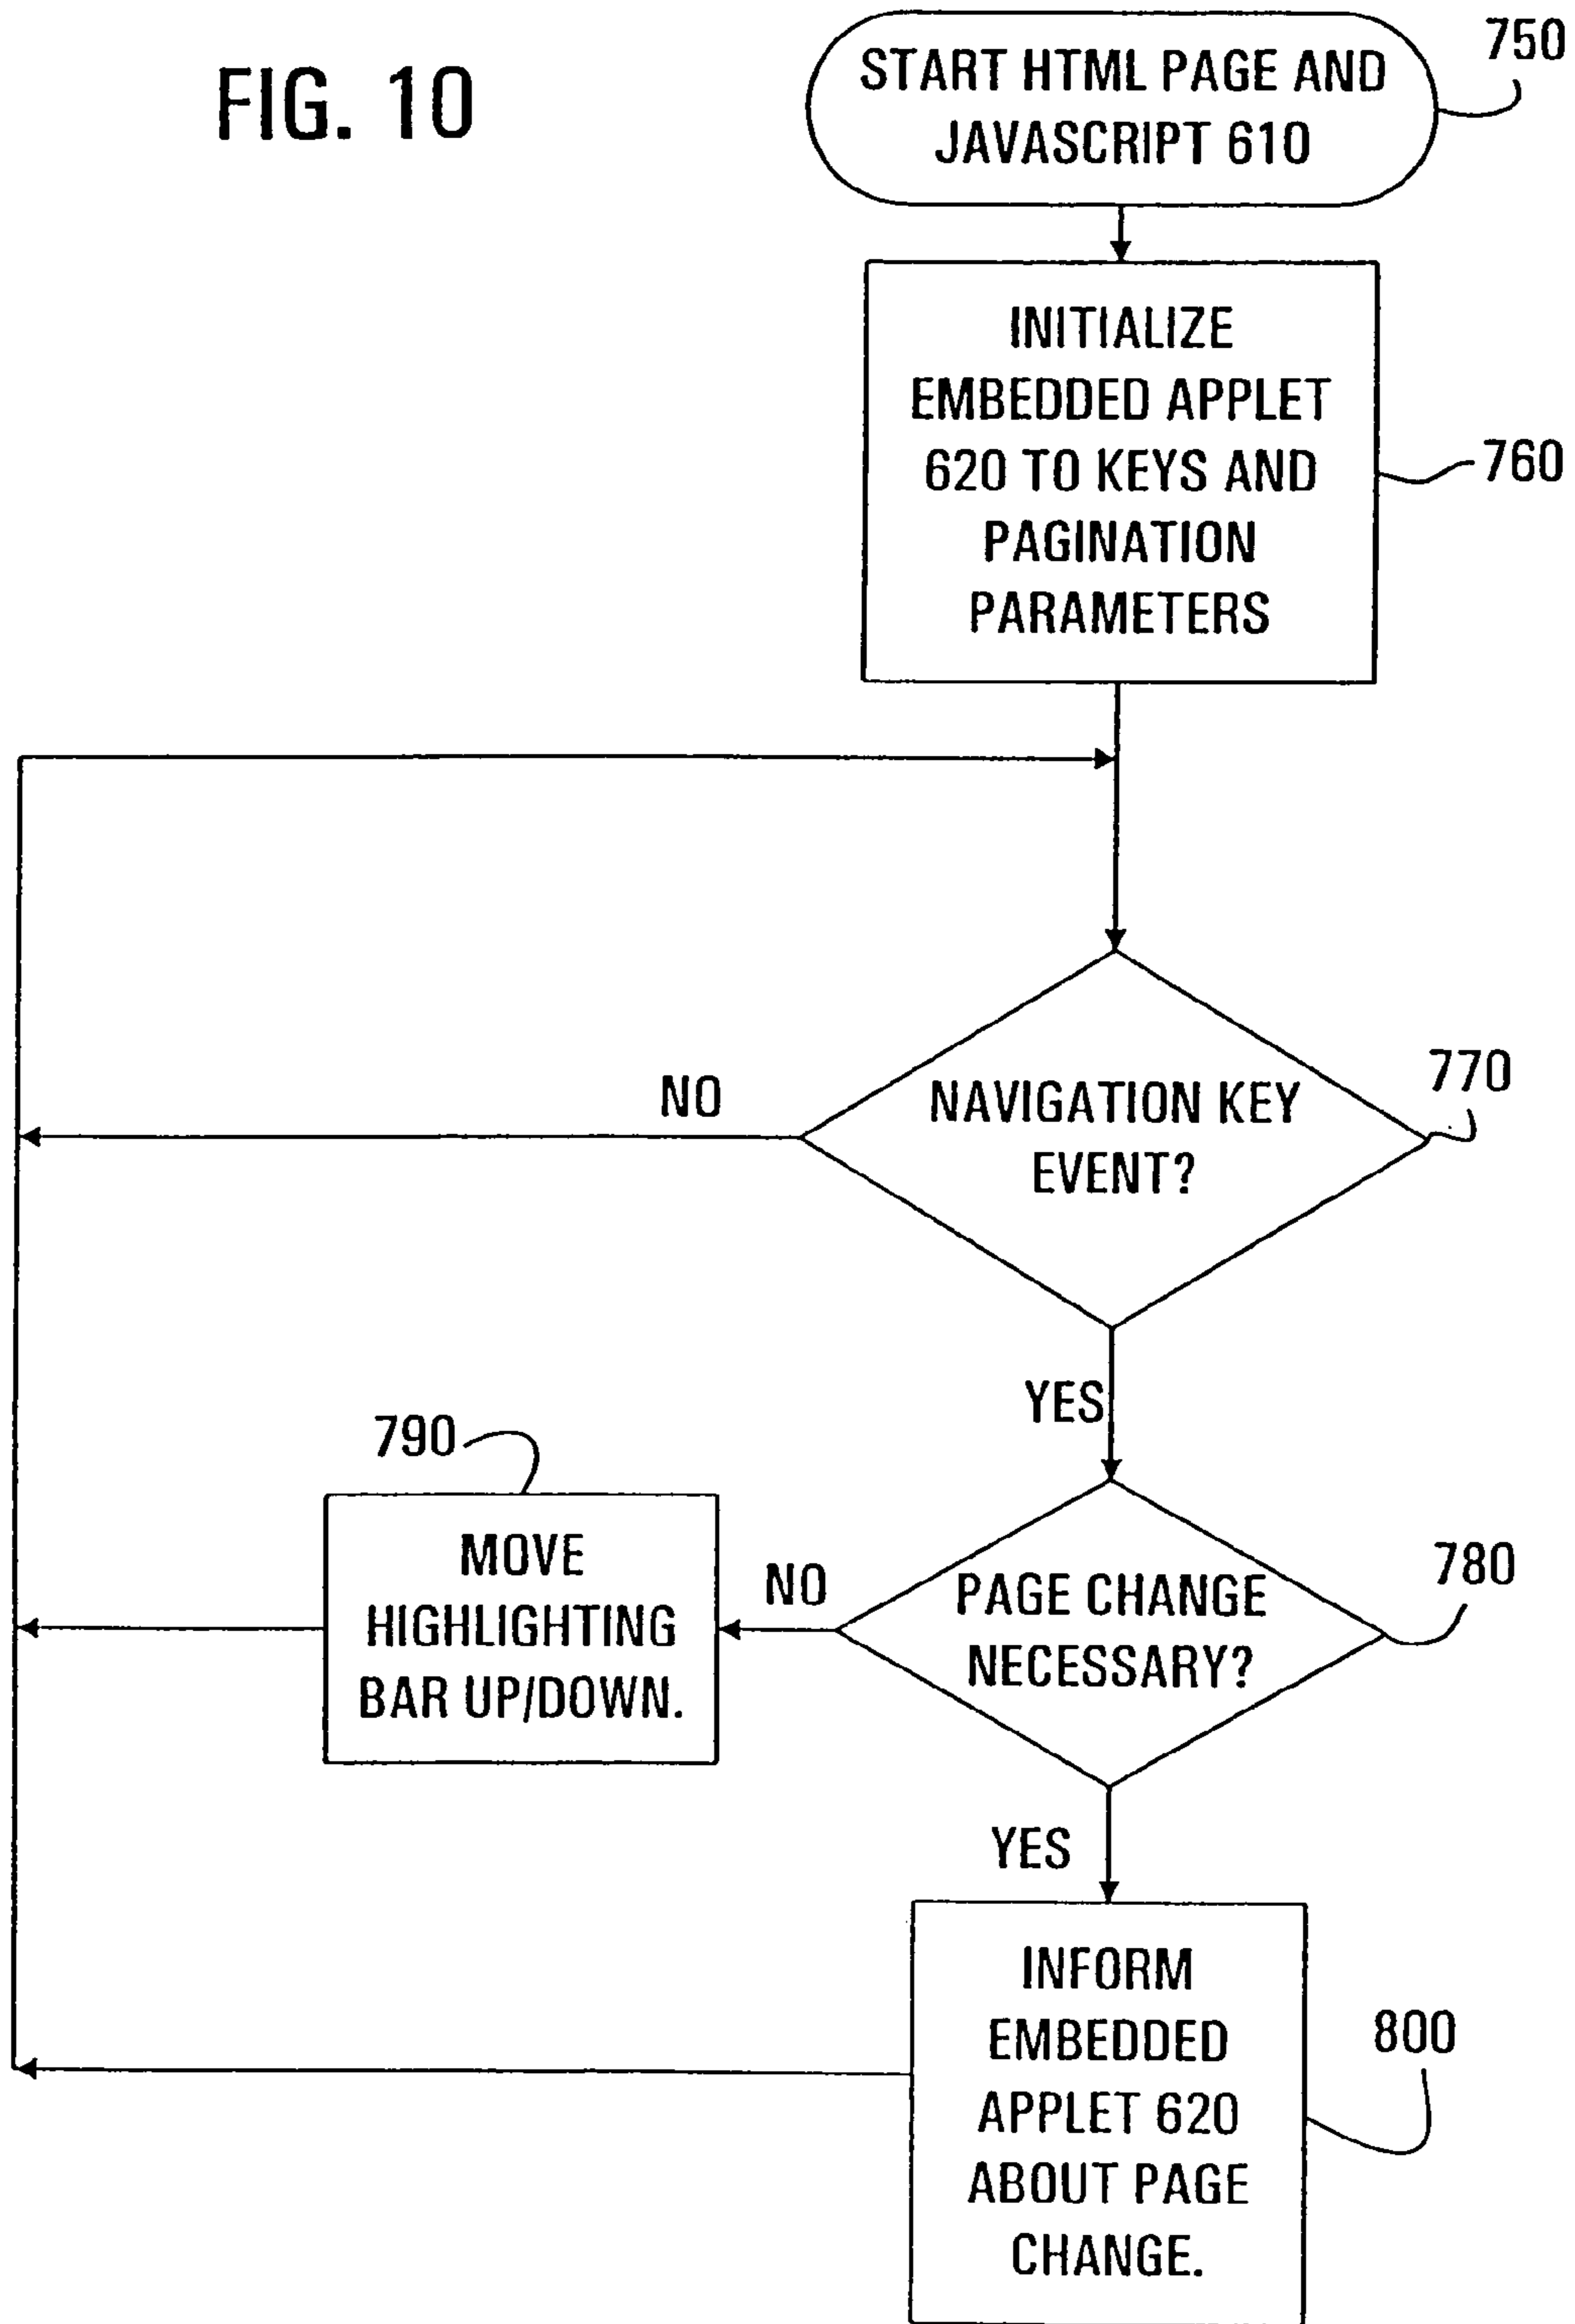 FIG. 10
START HTML PAGE AND
JAVASCRIPT 610
750
INITIALIZE
EMBEDDED APPLET
620 TO KEYS AND
PAGINATION
PARAMETERS
760
NAVIGATION KEY
EVENT?
770
NO
YES
PAGE CHANGE
NECESSARY?
780
NO
790
MOVE
HIGHLIGHTING
BAR UP/DOWN.
YES
INFORM
EMBEDDED
APPLET 620
ABOUT PAGE
CHANGE.
800